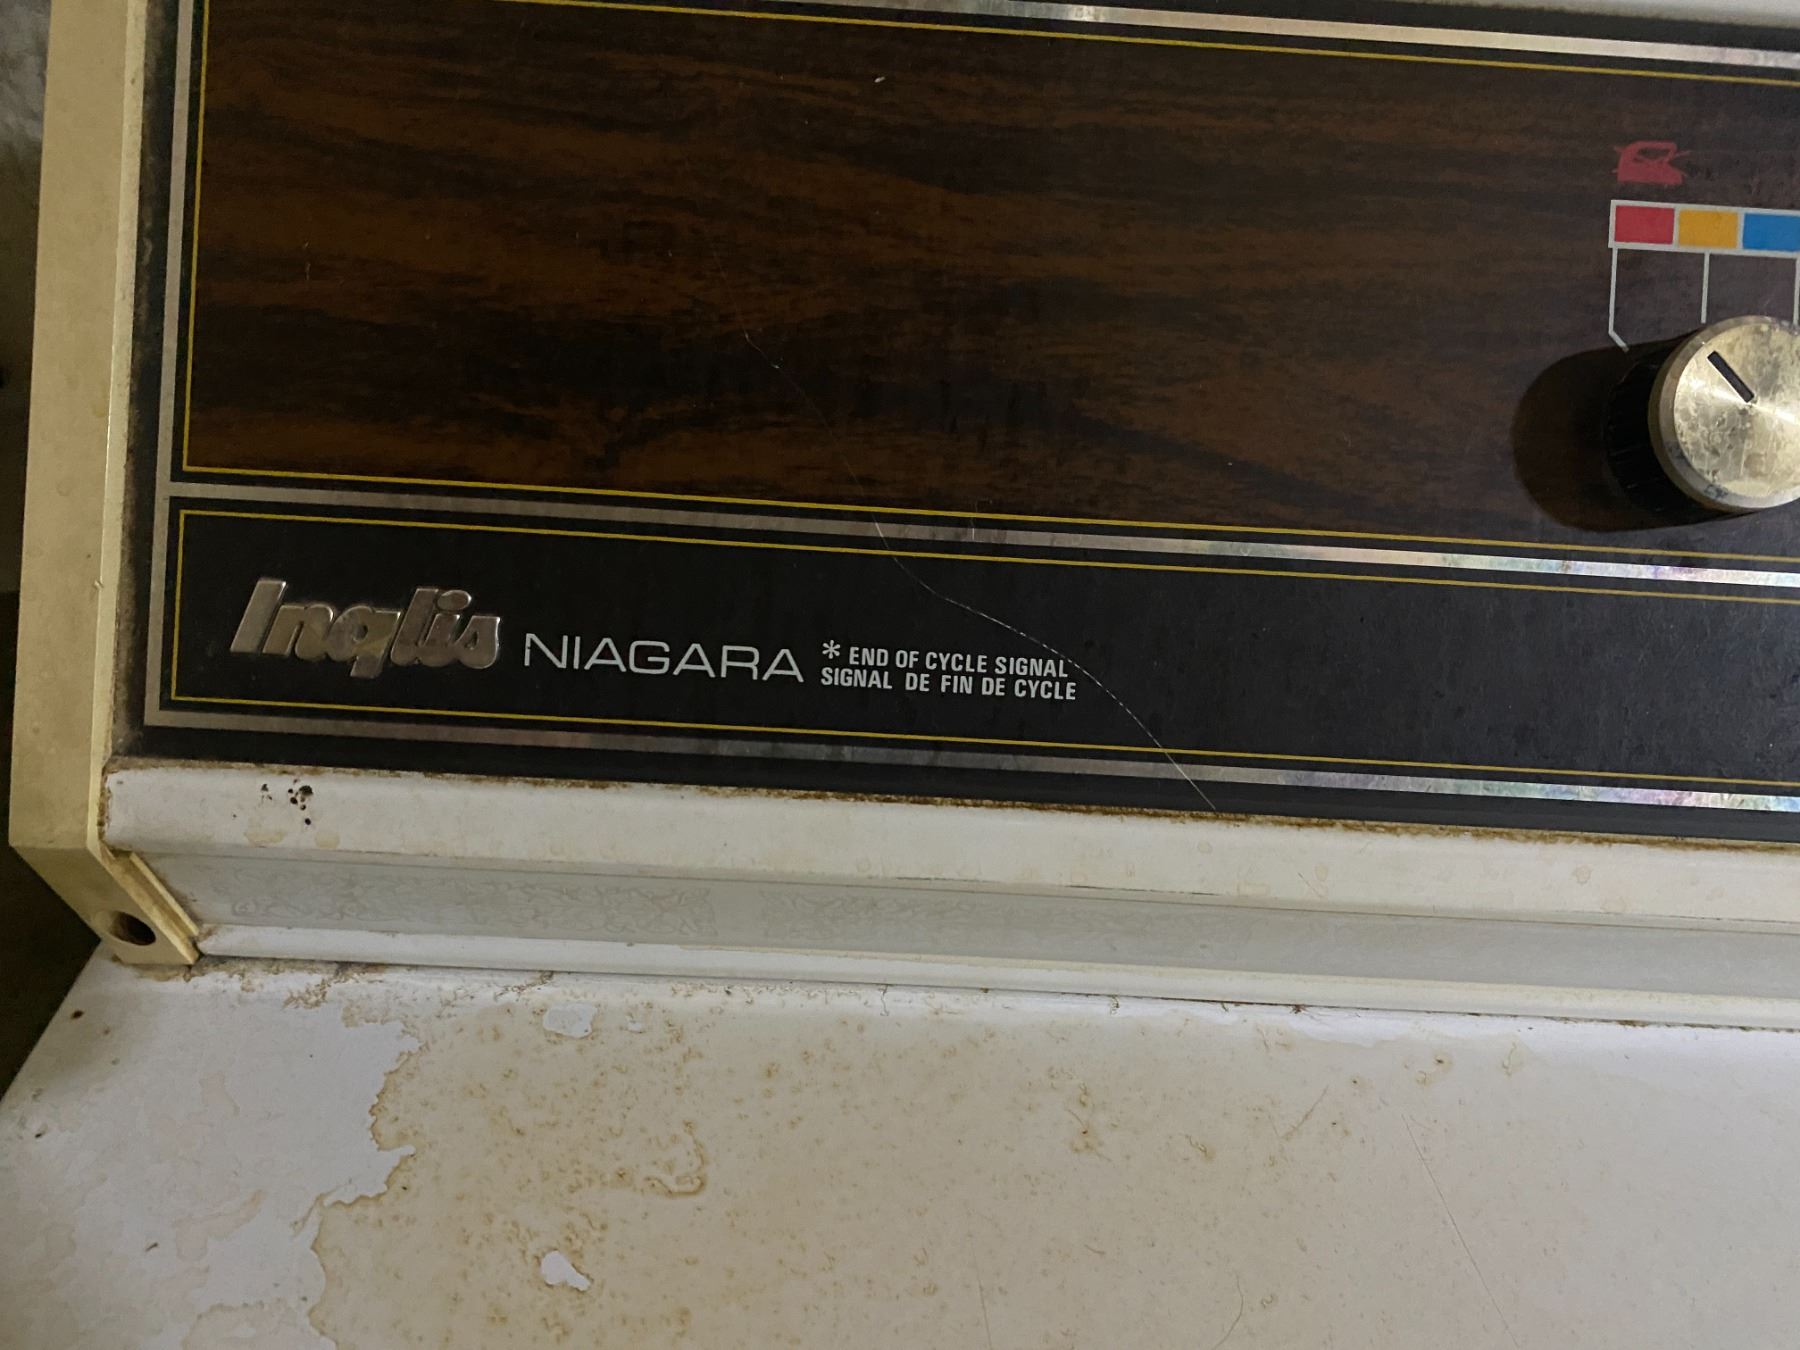 Inglis NIAGARA * END OF CYCLE SIGNAL
SIGNAL DE FIN DE CYCLE